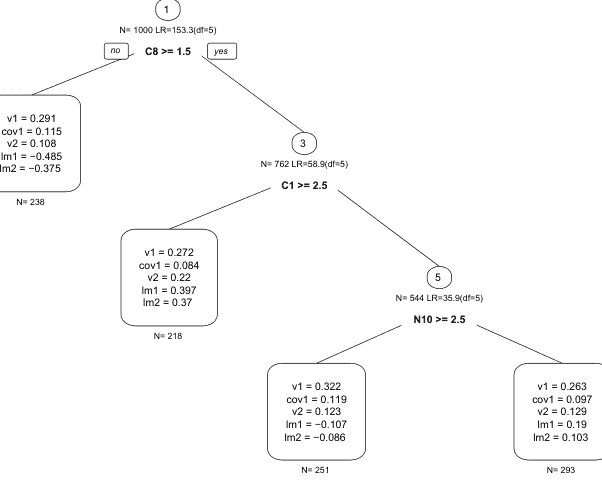 1
N= 1000 LR=153.3(df=5)
no
C8 >= 1.5
yes
v1 = 0.291
cov1 = 0.115
v2 = 0.108
lm1 = −0.485
lm2 = −0.375
N= 238
3
N= 762 LR=58.9(df=5)
C1 >= 2.5
v1 = 0.272
cov1 = 0.084
v2 = 0.22
lm1 = 0.397
lm2 = 0.37
N= 218
5
N= 544 LR=35.9(df=5)
N10 >= 2.5
v1 = 0.322
cov1 = 0.119
v2 = 0.123
lm1 = −0.107
lm2 = −0.086
N= 251
v1 = 0.263
cov1 = 0.097
v2 = 0.129
lm1 = 0.19
lm2 = 0.103
N= 293